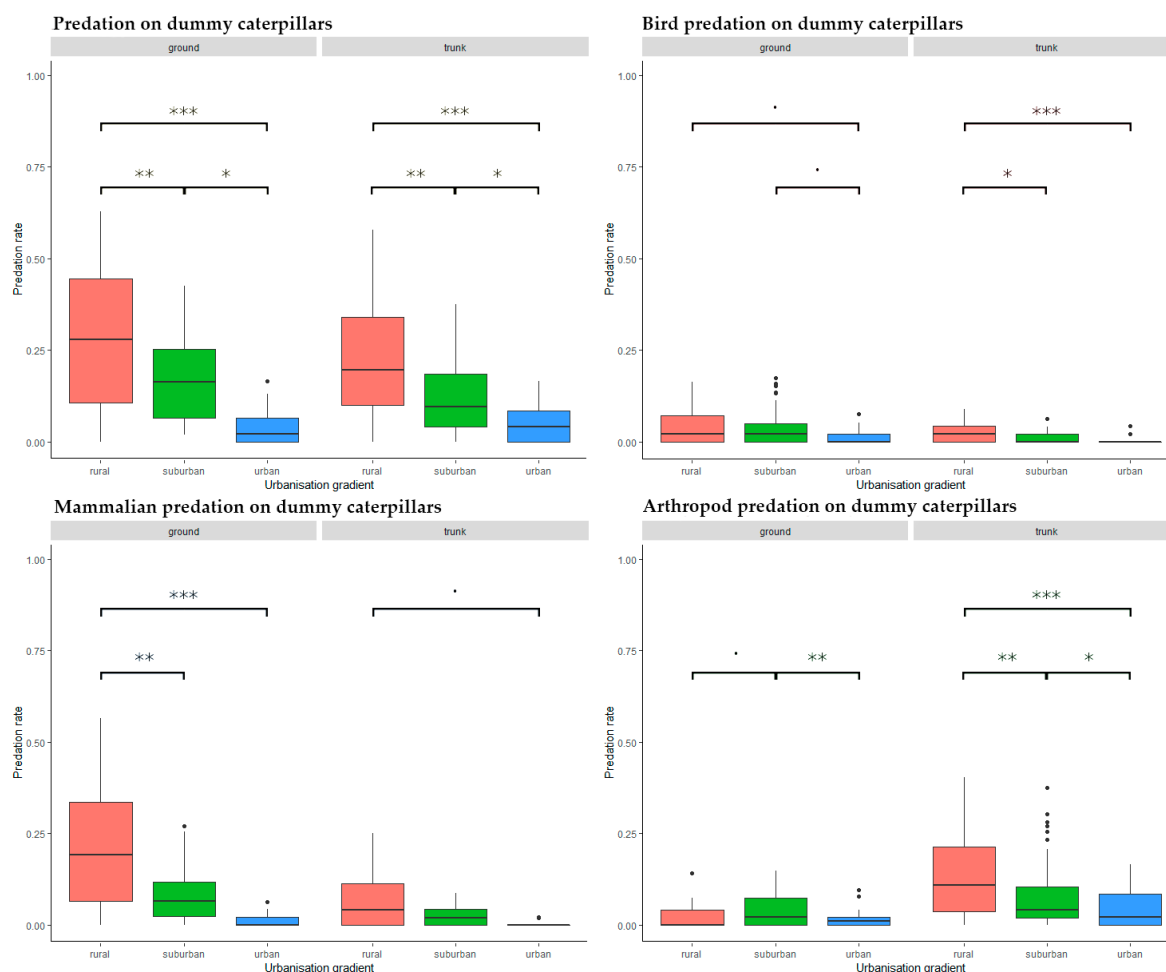 Predation on dummy caterpillars
ground trunk
1.00
*** ***
0.75
** * ** *
0.50
0.25
0.00
Predation rate
rural suburban urban rural suburban urban
Urbanisation gradient
Bird predation on dummy caterpillars
ground trunk
1.00
. ***
0.75
. *
0.50
0.25
0.00
Predation rate
rural suburban urban rural suburban urban
Urbanisation gradient
Mammalian predation on dummy caterpillars
ground trunk
1.00
*** .
0.75
**
0.50
0.25
0.00
Predation rate
rural suburban urban rural suburban urban
Urbanisation gradient
Arthropod predation on dummy caterpillars
ground trunk
1.00
***
0.75
. ** ** *
0.50
0.25
0.00
Predation rate
rural suburban urban rural suburban urban
Urbanisation gradient